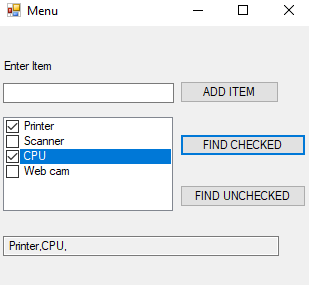 Menu
Enter Item
ADD ITEM
Printer
Scanner
CPU
Web cam
FIND CHECKED
FIND UNCHECKED
Printer,CPU,